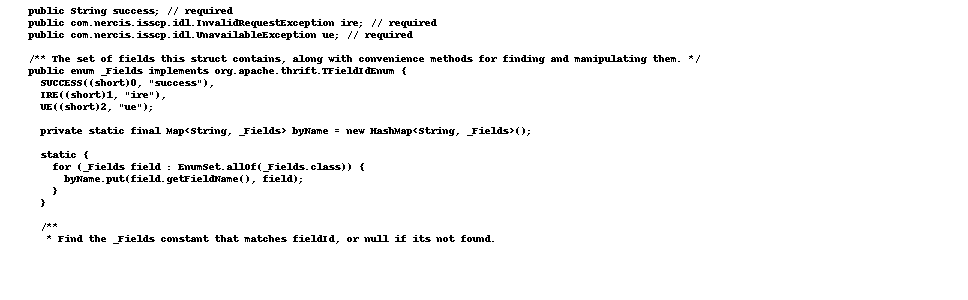 public String success; // required
public com.nercis.isscp.idl.InvalidRequestException ire; // required
public com.nercis.isscp.idl.UnavailableException ue; // required

/** The set of fields this struct contains, along with convenience methods for finding and manipulating them. */
public enum _Fields implements org.apache.thrift.TFieldIdEnum {
  SUCCESS((short)0, "success"),
  IRE((short)1, "ire"),
  UE((short)2, "ue");

  private static final Map<String, _Fields> byName = new HashMap<String, _Fields>();

  static {
    for (_Fields field : EnumSet.allOf(_Fields.class)) {
      byName.put(field.getFieldName(), field);
    }
  }

  /**
   * Find the _Fields constant that matches fieldId, or null if its not found.